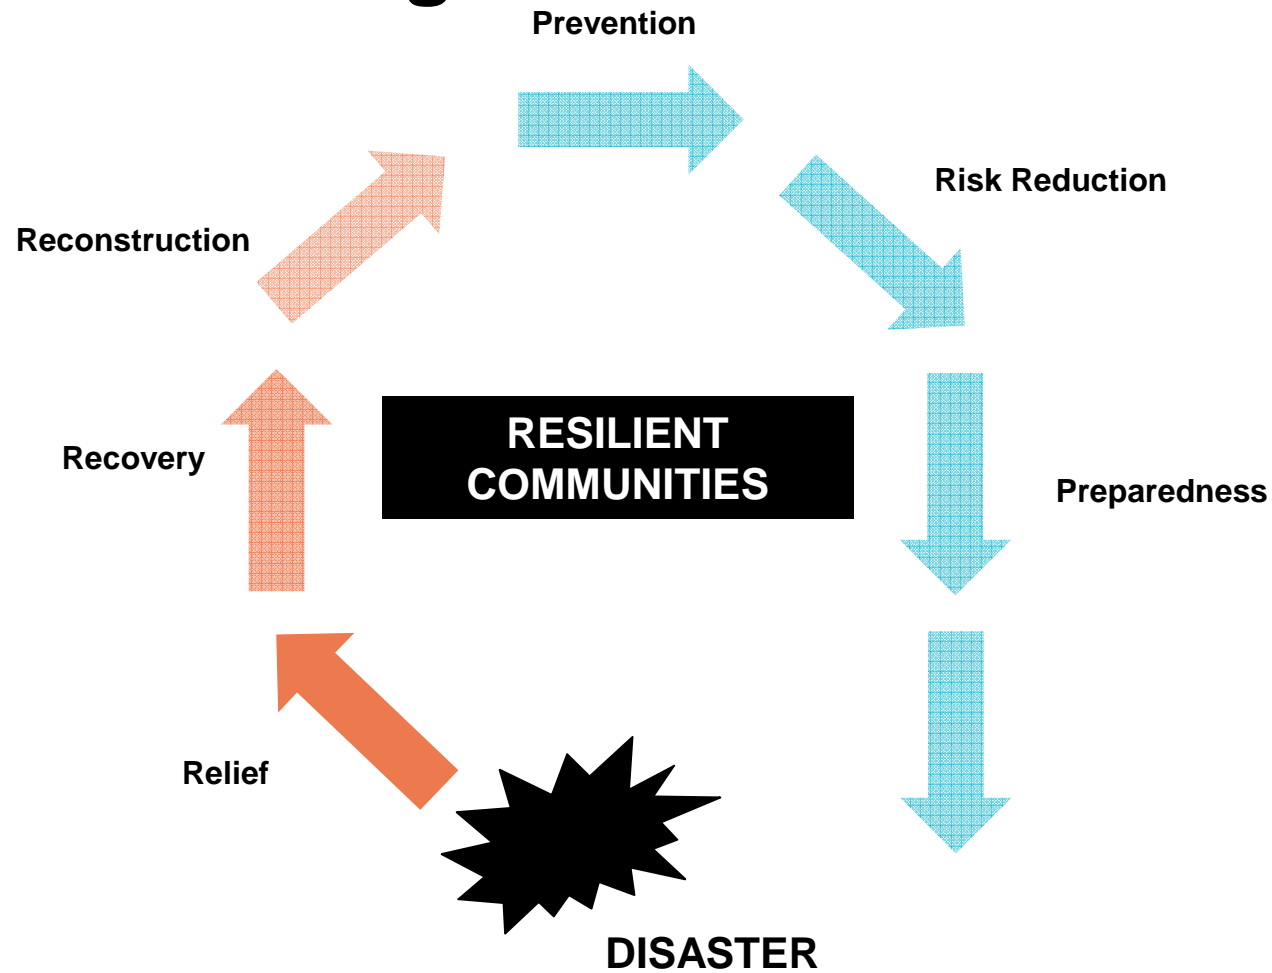 Prevention
Risk Reduction
Reconstruction
RESILIENT
COMMUNITIES
Recovery
Preparedness
Relief
DISASTER